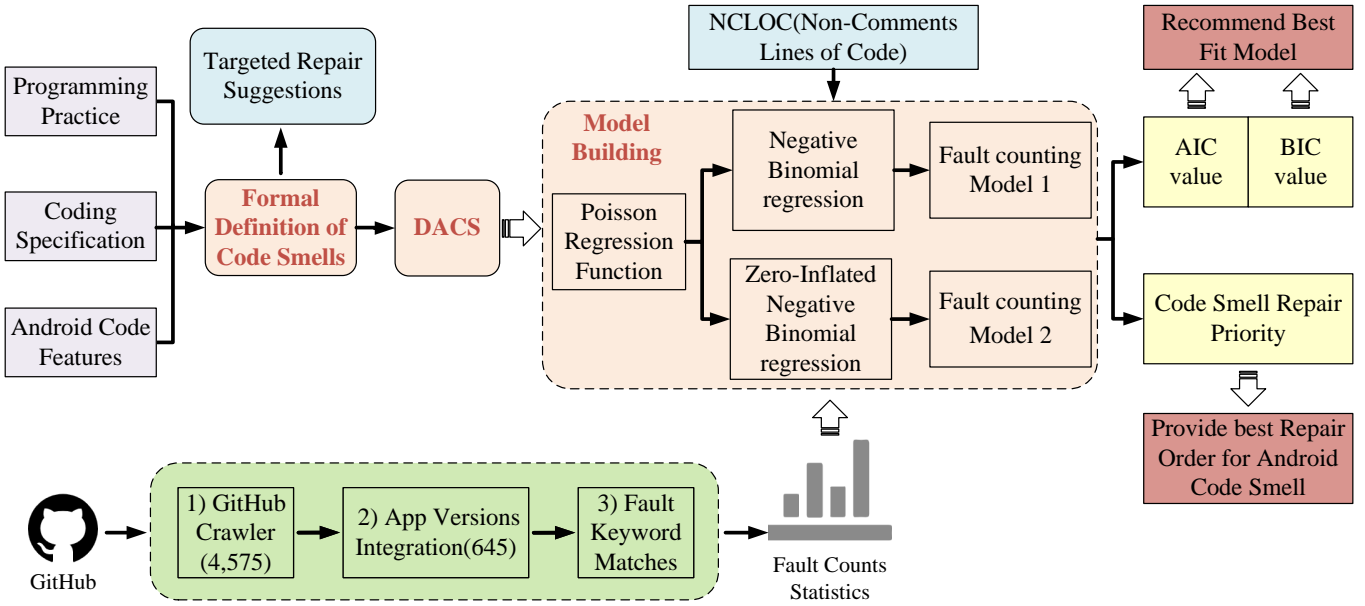 Programming
Practice
Coding
Specification
Android Code
Features
Targeted Repair
Suggestions
Formal
Definition of
Code Smells
DACS
NCLOC(Non-Comments
Lines of Code)
Model
Building
Poisson
Regression
Function
Negative
Binomial
regression
Fault counting
Model 1
Zero-Inflated
Negative
Binomial
regression
Fault counting
Model 2
Recommend Best
Fit Model
AIC
value
BIC
value
Code Smell Repair
Priority
Provide best Repair
Order for Android
Code Smell
GitHub
1) GitHub
Crawler
(4,575)
2) App Versions
Integration(645)
3) Fault
Keyword
Matches
Fault Counts
Statistics